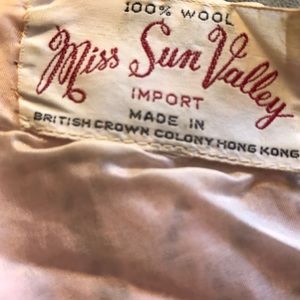 100% WOOL
Miss Sun Valley
IMPORT
MADE IN
BRITISH CROWN COLONY HONG KONG